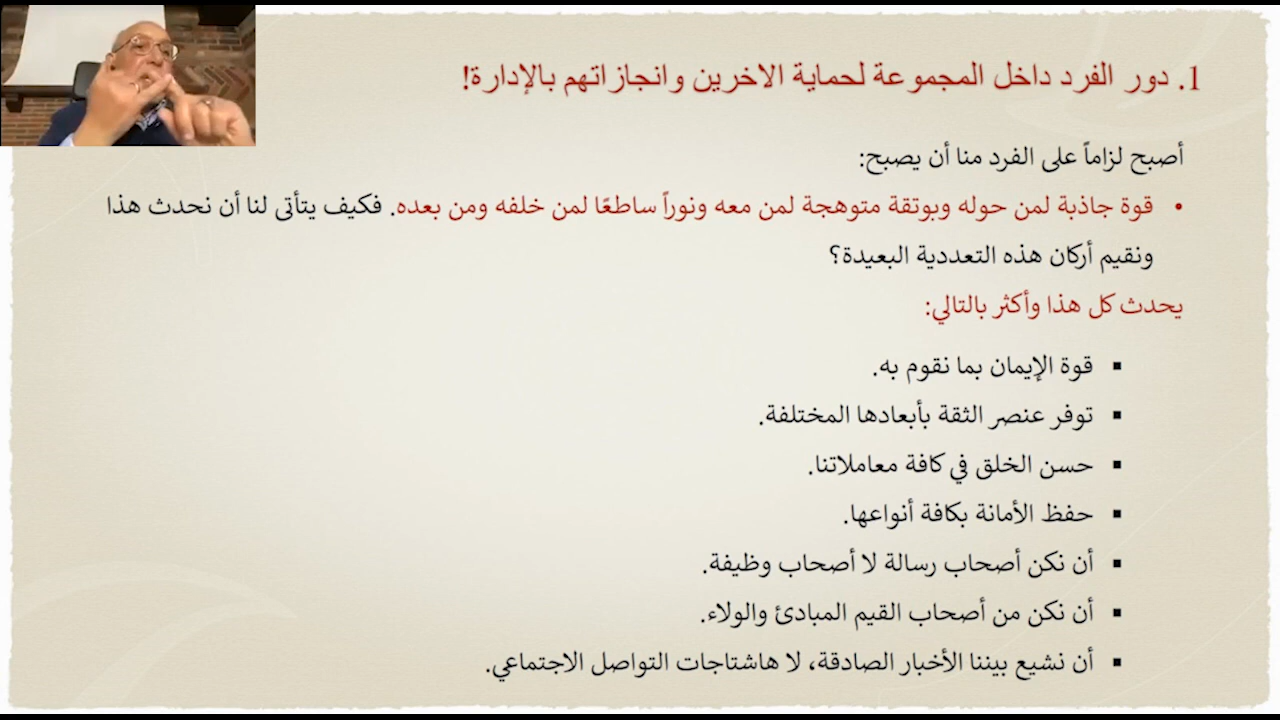 1. دور الفرد داخل المجموعة لحماية الاخرين وانجازاتهم بالإدارة!
أصبح لزاماً على الفرد منا أن يصبح:
• قوة جاذبة لمن حوله وبوتقة متوهجة لمن معه ونوراً ساطعًا لمن خلفه ومن بعده. فكيف يتأتى لنا أن نحدث هذا
ونقيم أركان هذه التعددية البعيدة؟
يحدث كل هذا وأكثر بالتالي:
▪ قوة الإيمان بما نقوم به.
▪ توفر عنصر الثقة بأبعادها المختلفة.
▪ حسن الخلق في كافة معاملاتنا.
▪ حفظ الأمانة بكافة أنواعها.
▪ أن نكن أصحاب رسالة لا أصحاب وظيفة.
▪ أن نكن من أصحاب القيم المبادئ والولاء.
▪ أن نشيع بيننا الأخبار الصادقة، لا هاشتاجات التواصل الاجتماعي.